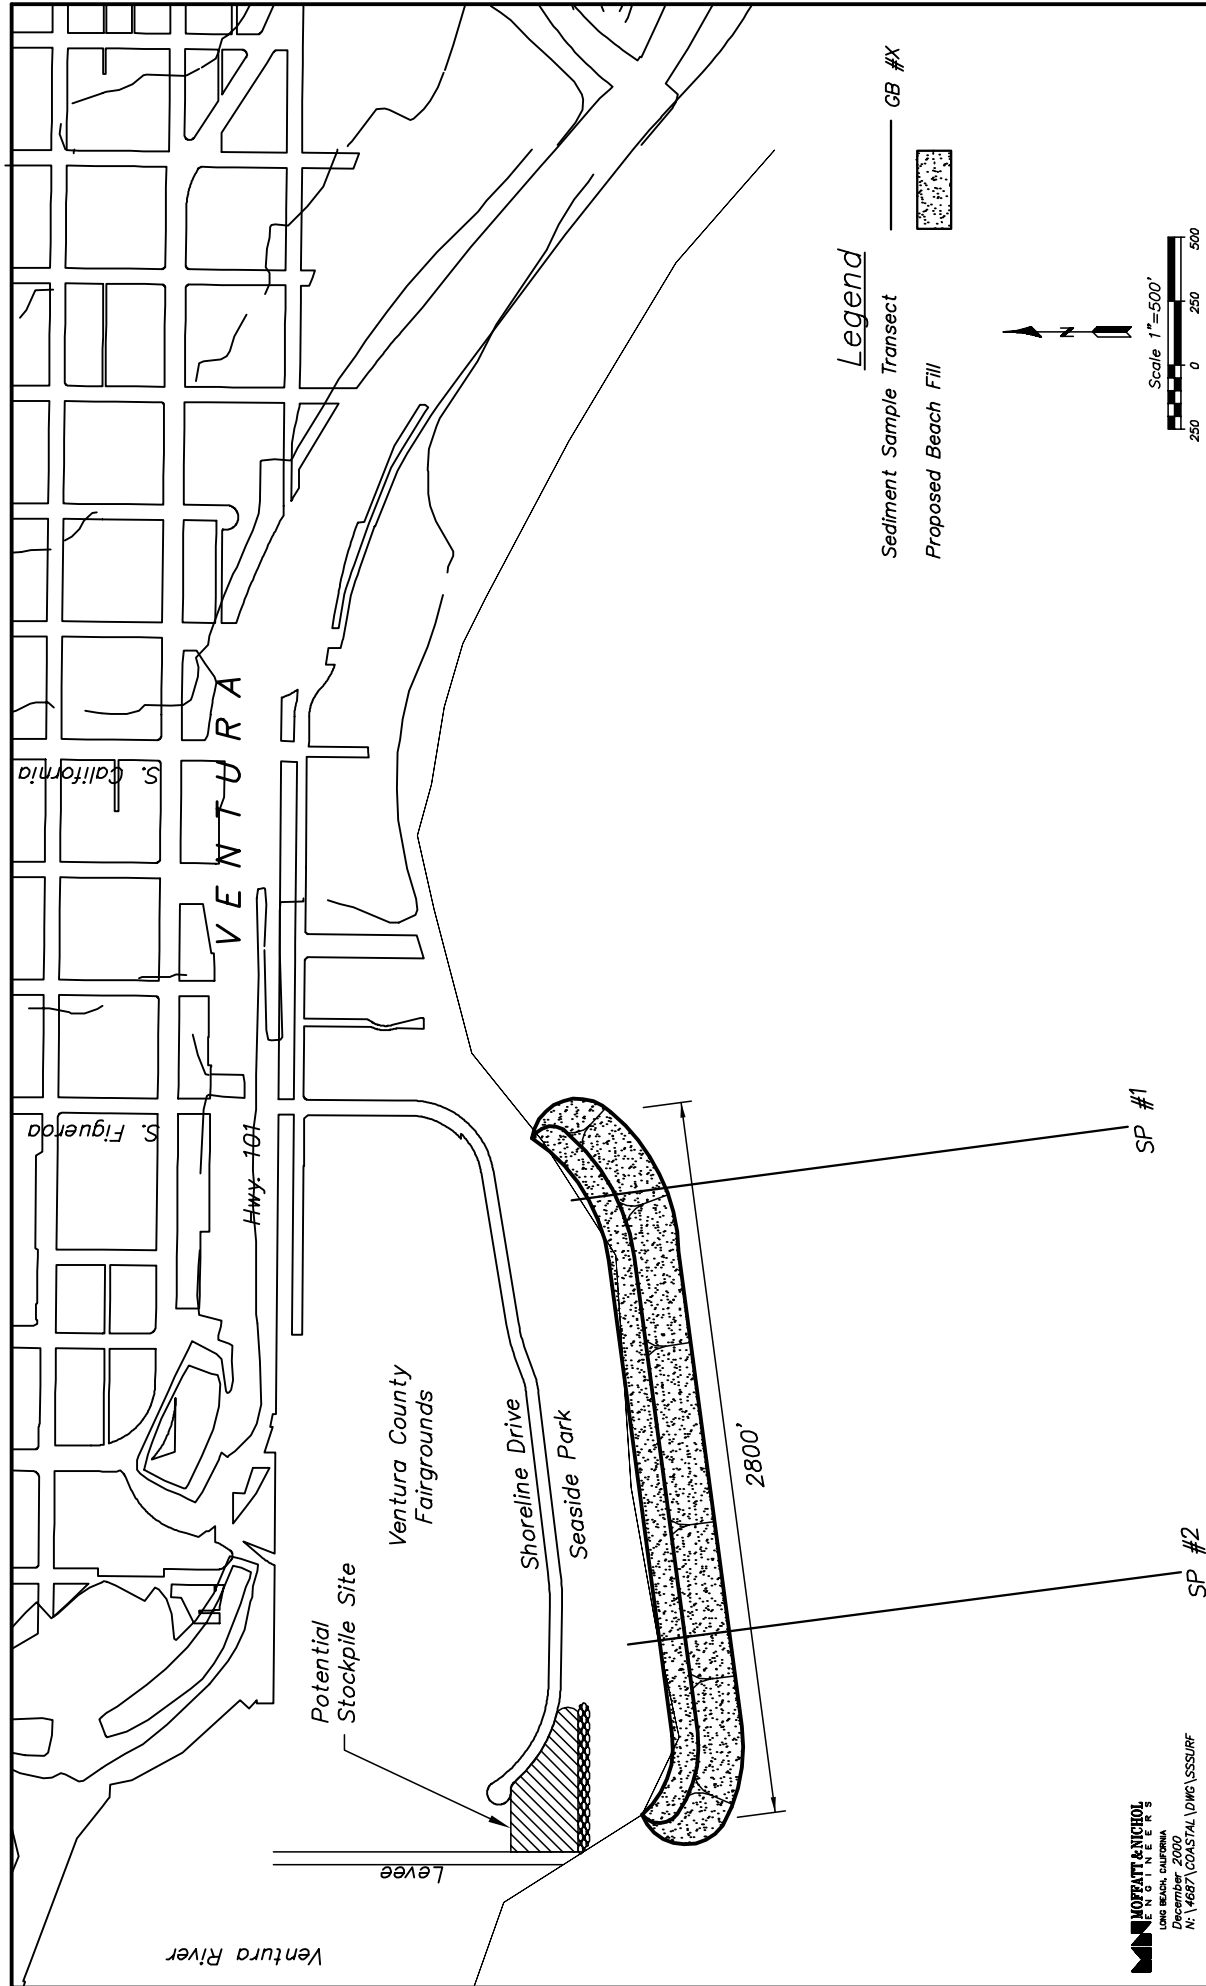 Ventura River
Levee
Potential
Stockpile Site
Ventura County
Fairgrounds
Shoreline Drive
Seaside Park
Hwy. 101
S. Figueroa
S. California
VENTURA
2800'
SP #2
SP #1
Legend
Sediment Sample Transect
GB #X
Proposed Beach Fill
N
Scale 1"=500'
250 0 250 500
MOFFATT & NICHOL
ENGINEERS
LONG BEACH, CALIFORNIA
December 2000
N:\4687\COASTAL\DWG\SSSURF